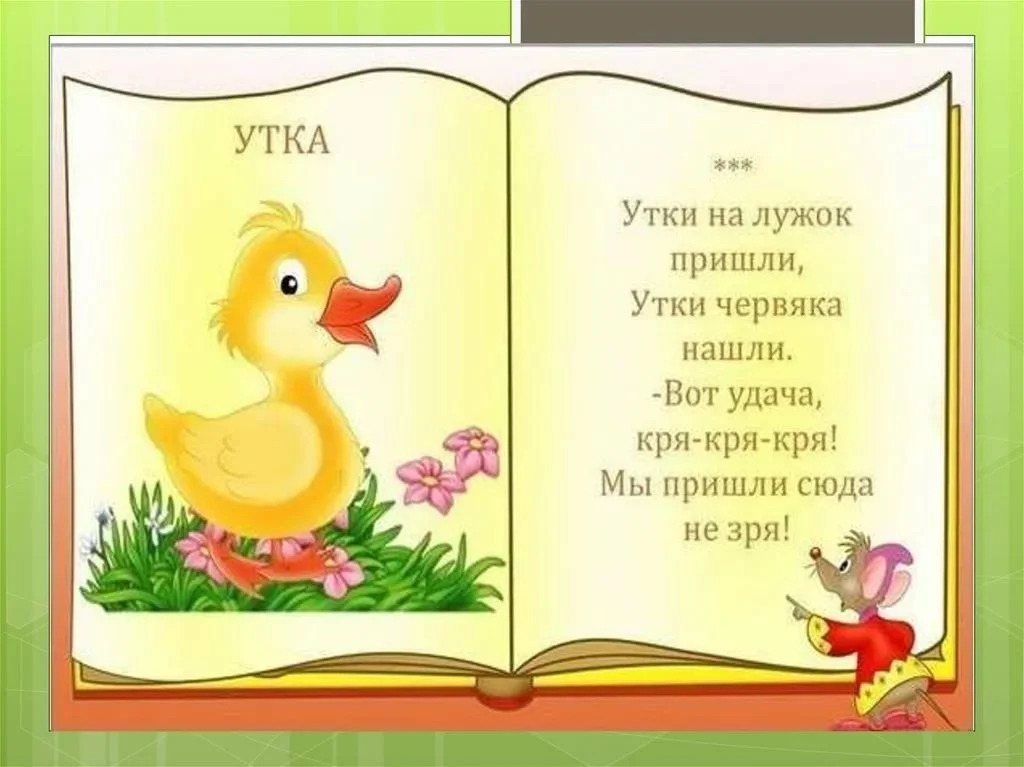 УТКА
***
Утки на лужок
пришли,
Утки червяка
нашли.
-Вот удача,
кря-кря-кря!
Мы пришли сюда
не зря!